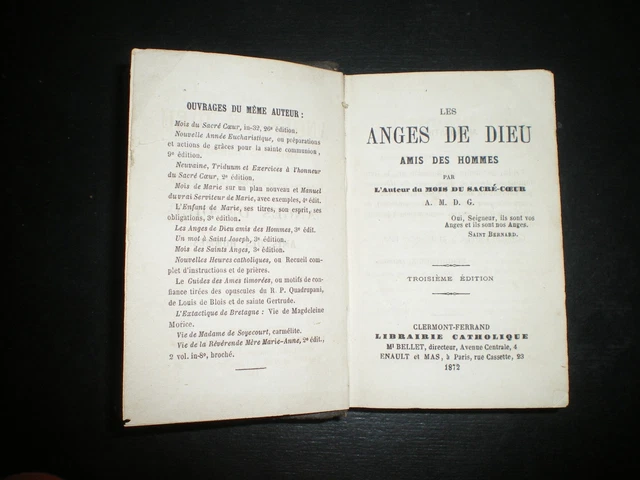 OUVRAGES DU MÊME AUTEUR :
Mois du Sacré Cœur, in-32, 26e édition.
Nouvelle Année Eucharistique, ou préparations
et actions de grâces pour la sainte communion,
9e édition.
Neuvaine, Triduum et Exercices à l'honneur
du Sacré Cœur, 2e édition.
Mois de Marie sur un plan nouveau et Manuel
du vrai Serviteur de Marie, avec exemples, 4e édit.
L'Enfant de Marie, ses titres, son esprit, ses
obligations, 3e édition.
Les Anges de Dieu amis des Hommes, 3e édit.
Un mot à Saint Joseph, 3e édition.
Mois des Saints Anges, 3e édition.
Nouvelles Heures catholiques, ou Recueil com
plet d'instructions et de prières.
Le Guides des Ames timorées, ou motifs de con
fiance tirées des opuscules du R. P. Quadrupani,
de Louis de Blois et de sainte Gertrude.
L'Extatique de Bretagne : Vie de Magdeleine
Morice.
Vie de Madame de Soyecourt, carmélite.
Vie de la Révérende Mère Marie-Anne, 2e édit.,
2 vol. in-8o, broché.
LES
ANGES DE DIEU
AMIS DES HOMMES
PAR
L'Auteur du MOIS DU SACRÉ-CŒUR
A. M. D. G.
Oui, Seigneur, ils sont vos
Anges et ils sont nos Anges.
SAINT BERNARD.
TROISIÈME ÉDITION
CLERMONT-FERRAND
LIBRAIRIE CATHOLIQUE
Mt BELLET, directeur, Avenue Centrale, 4
ENAULT et MAS, à Paris, rue Cassette, 23
1872